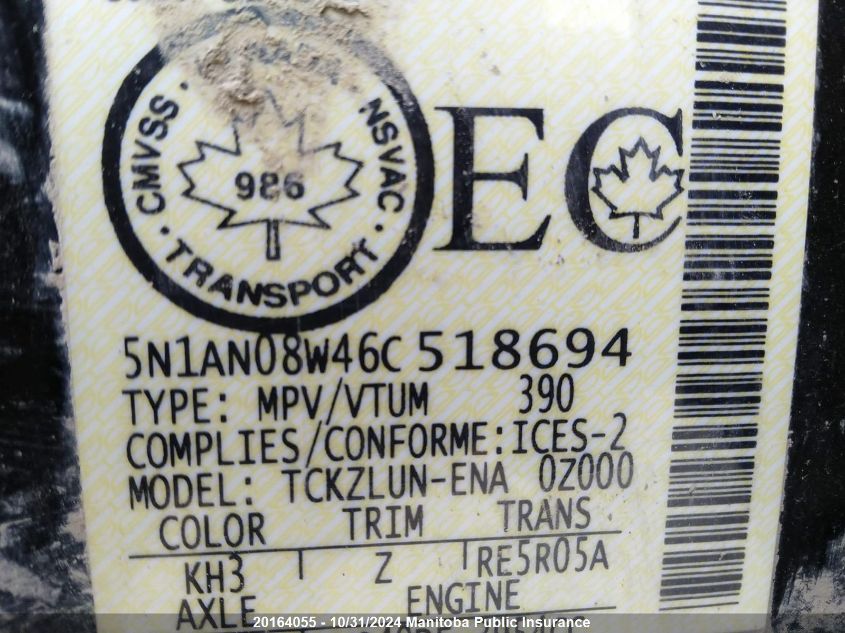 CMVSS · NSVAC · TRANSPORT ·
986
EC
5N1AN08W46C518694
TYPE: MPV/VTUM 390
COMPLIES/CONFORME:ICES-2
MODEL: TCKZLUN-ENA 0Z000
COLOR TRIM TRANS
KH3 Z RE5R05A
AXLE ENGINE
20164055 - 10/31/2024 Manitoba Public Insurance